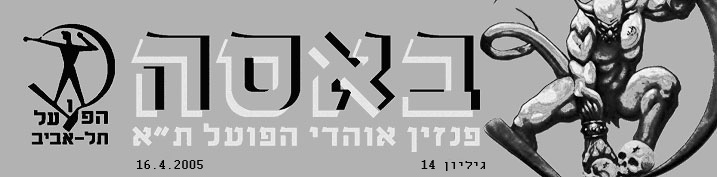 באסה
פנזין אוהדי הפועל ת"א
גיליון 14
16.4.2005
הפועל
תל-אביב